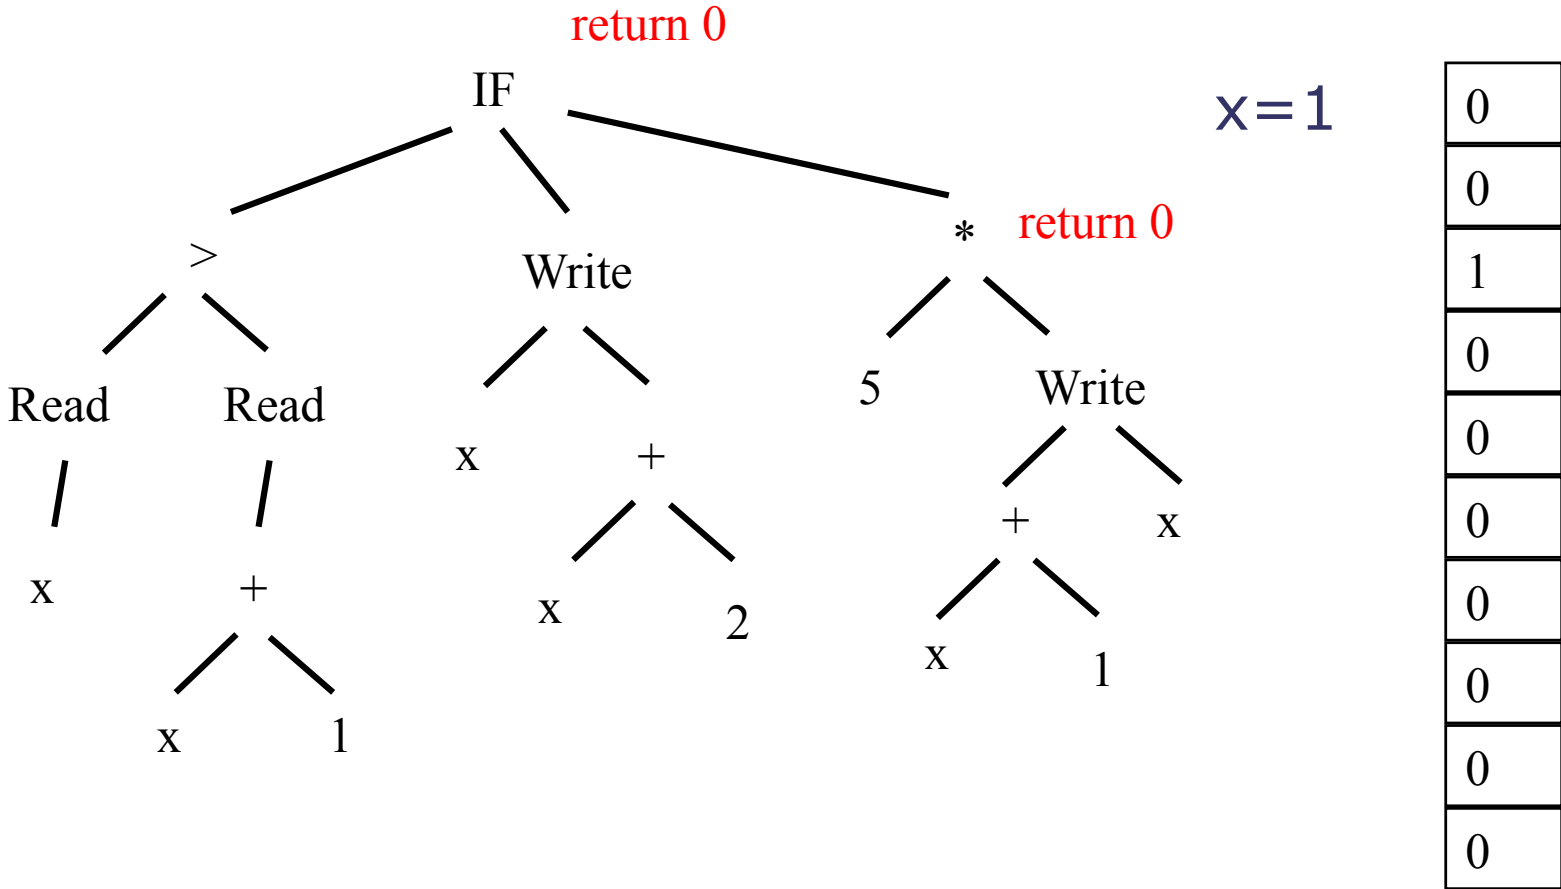 return 0
IF
x=1
0
0
> Write * return 0
1
0
Read Read 5 Write
0
x + + x
0
x + x 2 x 1
0
x 1
0
0
0